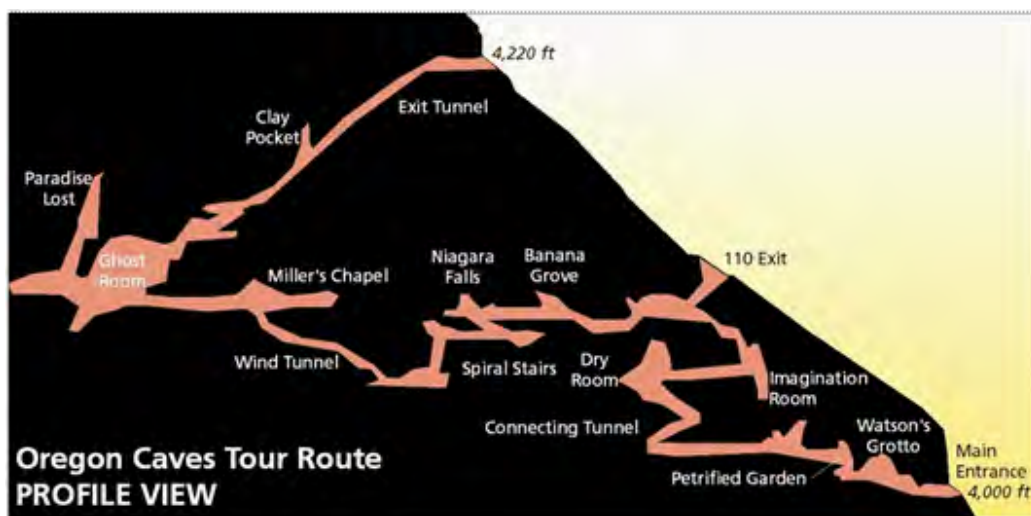 4,220 ft
Exit Tunnel
Clay
Pocket
Paradise
Lost
Ghost
Room
Miller's Chapel
Niagara
Falls
Banana
Grove
110 Exit
Wind Tunnel
Spiral Stairs
Dry
Room
Imagination
Room
Connecting Tunnel
Watson's
Grotto
Petrified Garden
Main
Entrance
4,000 ft
Oregon Caves Tour Route
PROFILE VIEW